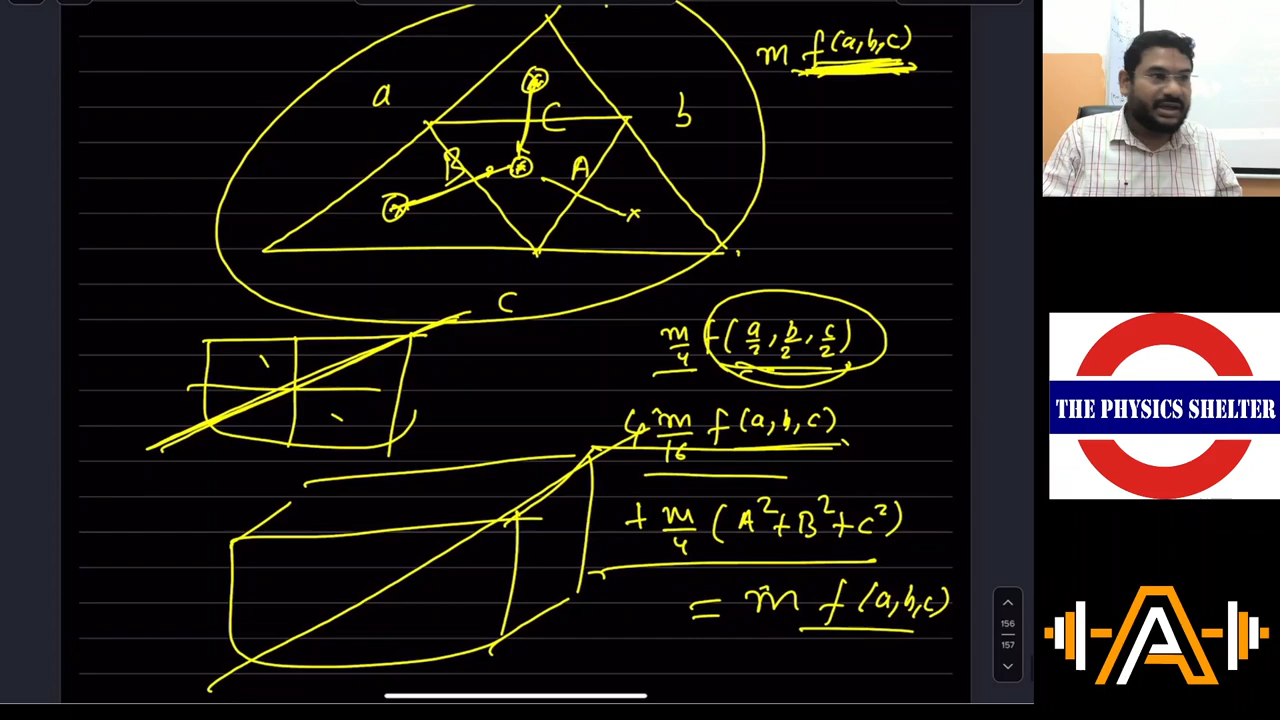 m f(a,b,c)
a
C
b
B
A
c
m/4 f(a/2, b/2, c/2)
4 m/16 f(a,b,c)
+ m/4 (A²+B²+C²)
= m f(a,b,c)
THE PHYSICS SHELTER
156
157